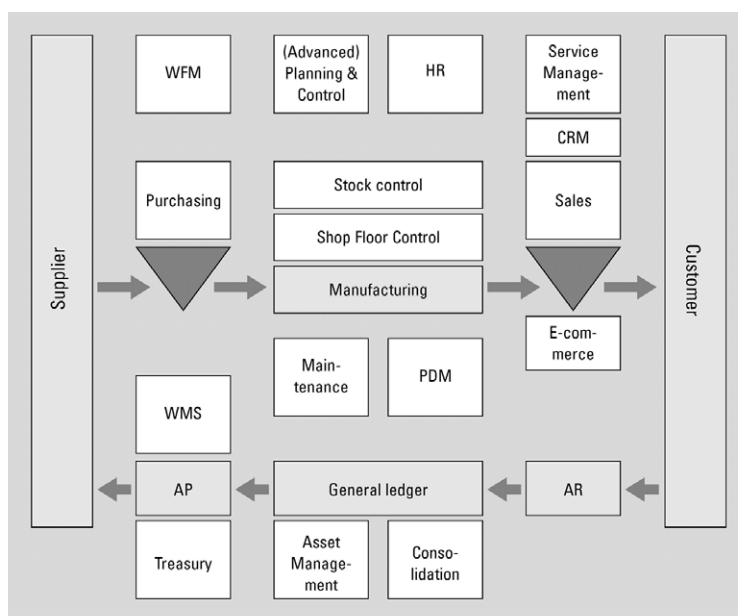 WFM
(Advanced)
Planning &
Control
HR
Service
Manage-
ment
CRM
Supplier
Purchasing
Stock control
Sales
Customer
Shop Floor Control
Manufacturing
E-com-
merce
Main-
tenance
PDM
WMS
AP
General ledger
AR
Treasury
Asset
Manage-
ment
Conso-
lidation